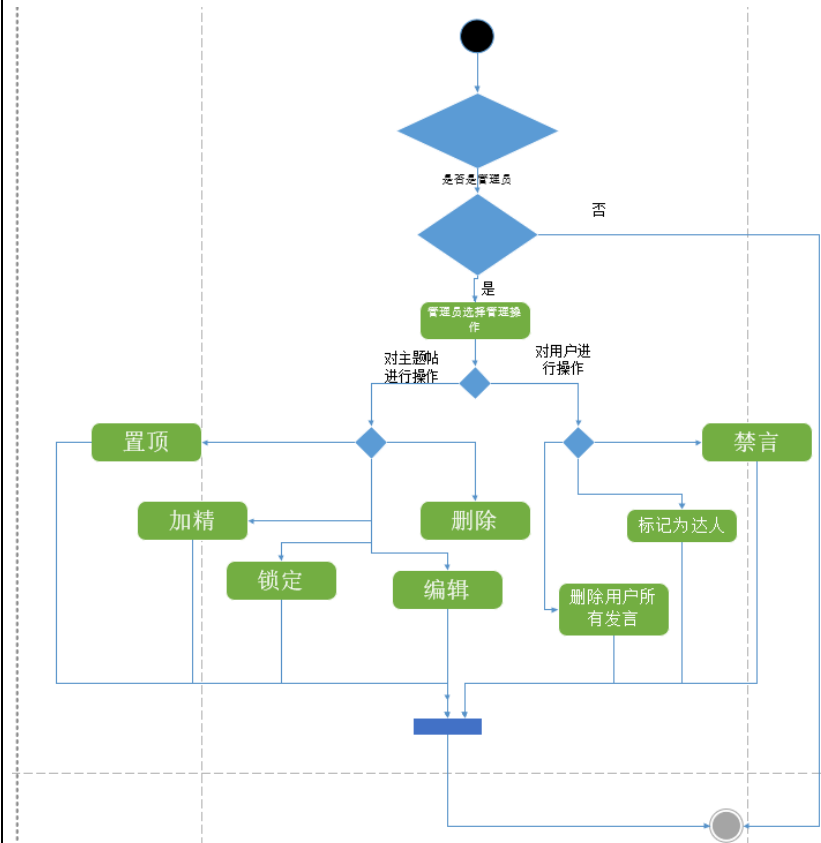 是否是管理员
否
是
管理员选择管理操
作
对主题帖
进行操作
对用户进
行操作
置顶
禁言
加精
删除
标记为达人
锁定
编辑
删除用户所
有发言